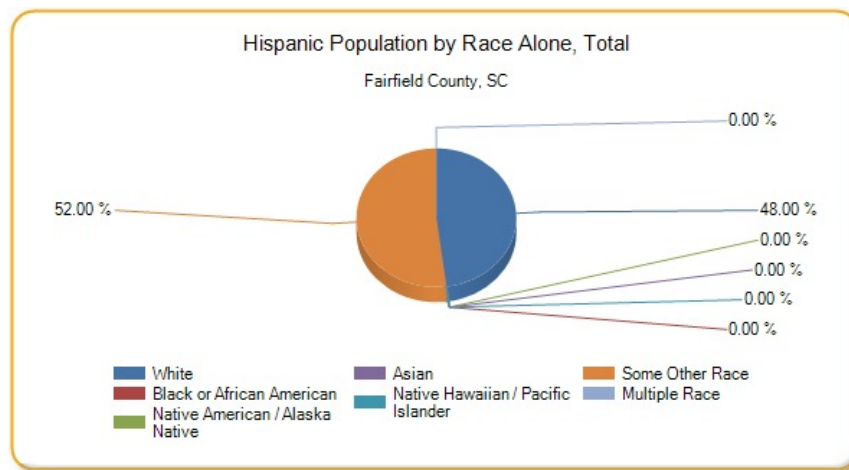 Hispanic Population by Race Alone, Total
Fairfield County, SC
0.00 %
52.00 %
48.00 %
0.00 %
0.00 %
0.00 %
0.00 %
White
Asian
Some Other Race
Black or African American
Native Hawaiian / Pacific
Islander
Multiple Race
Native American / Alaska
Native